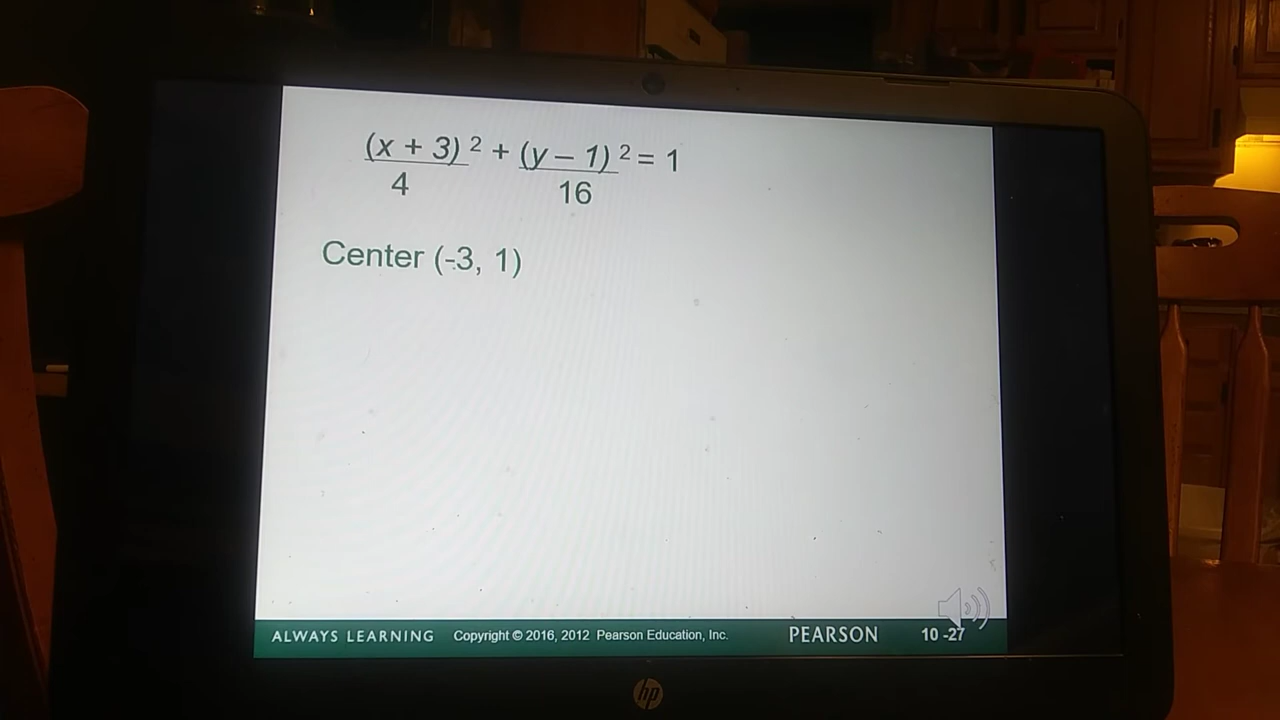 (x + 3) 2 + (y – 1) 2 = 1
4 16
Center (-3, 1)
ALWAYS LEARNING Copyright © 2016, 2012 Pearson Education, Inc. PEARSON 10 -27
hp